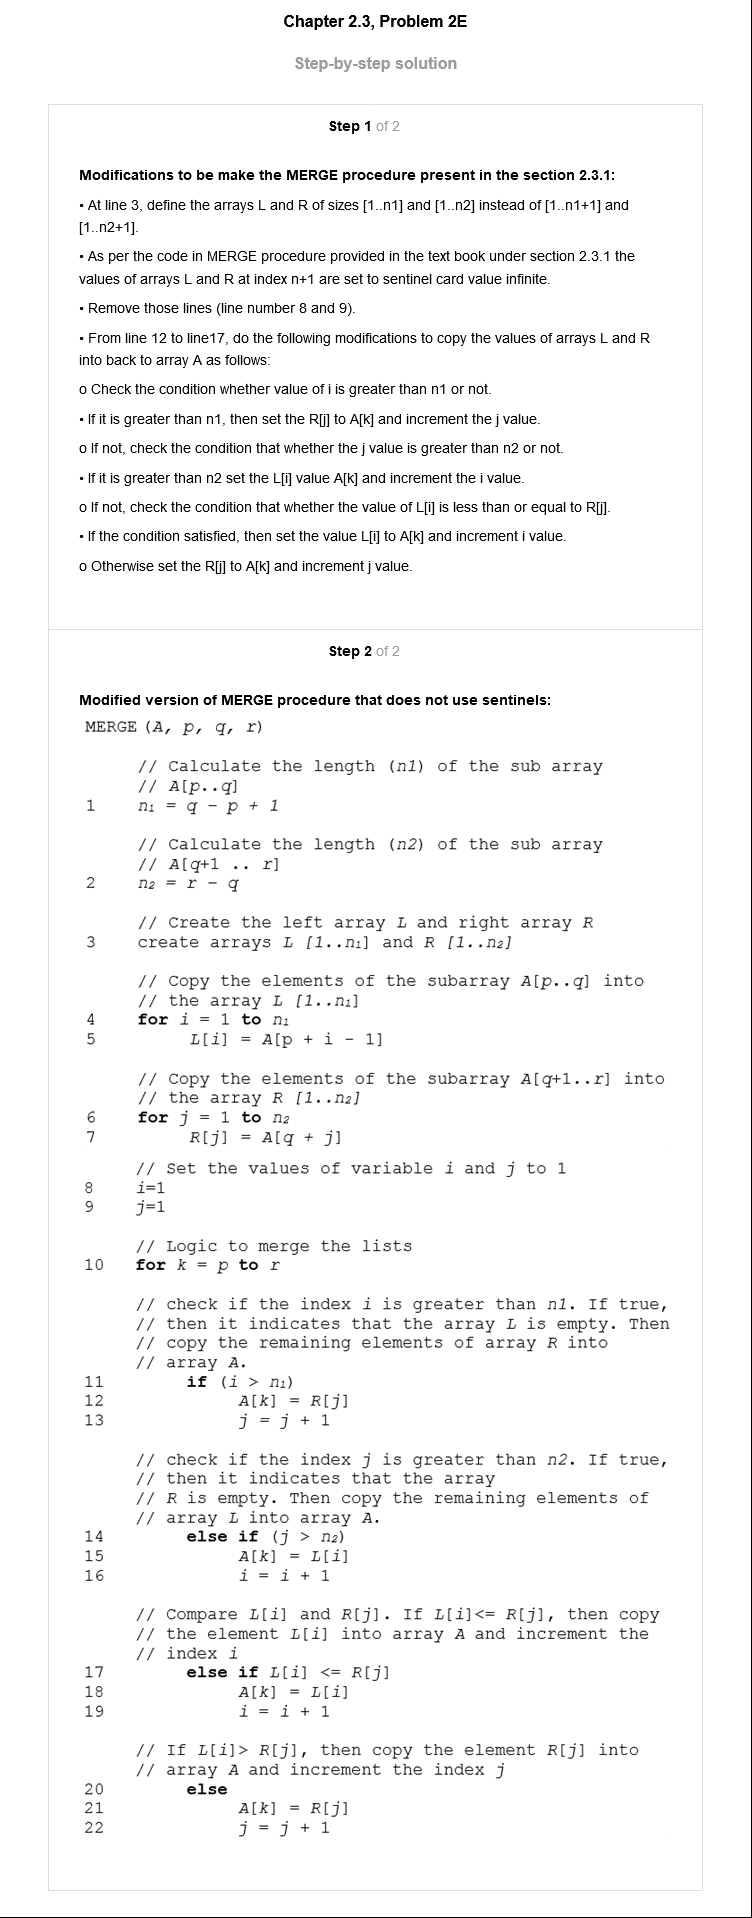 Chapter 2.3, Problem 2E
Step-by-step solution
Step 1 of 2
Modifications to be make the MERGE procedure present in the section 2.3.1:
• At line 3, define the arrays L and R of sizes [1..n1] and [1..n2] instead of [1..n1+1] and
[1..n2+1].
• As per the code in MERGE procedure provided in the text book under section 2.3.1 the
values of arrays L and R at index n+1 are set to sentinel card value infinite.
• Remove those lines (line number 8 and 9).
• From line 12 to line17, do the following modifications to copy the values of arrays L and R
into back to array A as follows:
o Check the condition whether value of i is greater than n1 or not.
• If it is greater than n1, then set the R[j] to A[k] and increment the j value.
o If not, check the condition that whether the j value is greater than n2 or not.
• If it is greater than n2 set the L[i] value A[k] and increment the i value.
o If not, check the condition that whether the value of L[i] is less than or equal to R[j].
• If the condition satisfied, then set the value L[i] to A[k] and increment i value.
o Otherwise set the R[j] to A[k] and increment j value.
Step 2 of 2
Modified version of MERGE procedure that does not use sentinels:
MERGE (A, p, q, r)
// Calculate the length (n1) of the sub array
// A[p..q]
1 n₁ = q - p + 1
// Calculate the length (n2) of the sub array
// A[q+1 .. r]
2 n₂ = r - q
// Create the left array L and right array R
3 create arrays L [1..n₁] and R [1..n₂]
// Copy the elements of the subarray A[p..q] into
// the array L [1..n₁]
4 for i = 1 to n₁
5 L[i] = A[p + i - 1]
// Copy the elements of the subarray A[q+1..r] into
// the array R [1..n₂]
6 for j = 1 to n₂
7 R[j] = A[q + j]
// Set the values of variable i and j to 1
8 i=1
9 j=1
// Logic to merge the lists
10 for k = p to r
// check if the index i is greater than n1. If true,
// then it indicates that the array L is empty. Then
// copy the remaining elements of array R into
// array A.
11 if (i > n₁)
12 A[k] = R[j]
13 j = j + 1
// check if the index j is greater than n2. If true,
// then it indicates that the array
// R is empty. Then copy the remaining elements of
// array L into array A.
14 else if (j > n₂)
15 A[k] = L[i]
16 i = i + 1
// Compare L[i] and R[j]. If L[i]<= R[j], then copy
// the element L[i] into array A and increment the
// index i
17 else if L[i] <= R[j]
18 A[k] = L[i]
19 i = i + 1
// If L[i]> R[j], then copy the element R[j] into
// array A and increment the index j
20 else
21 A[k] = R[j]
22 j = j + 1